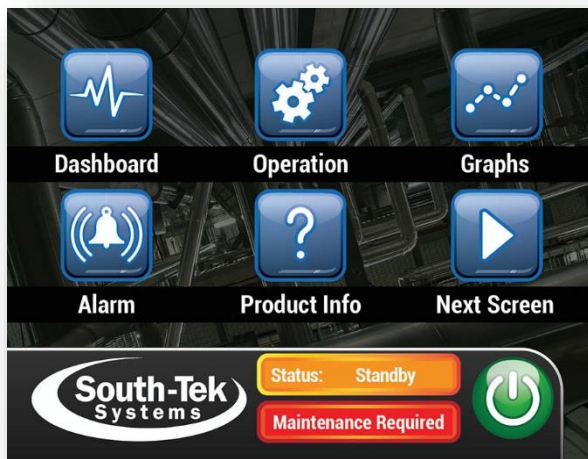 Dashboard
Operation
Graphs
Alarm
Product Info
Next Screen
South-Tek
Systems
Status: Standby
Maintenance Required